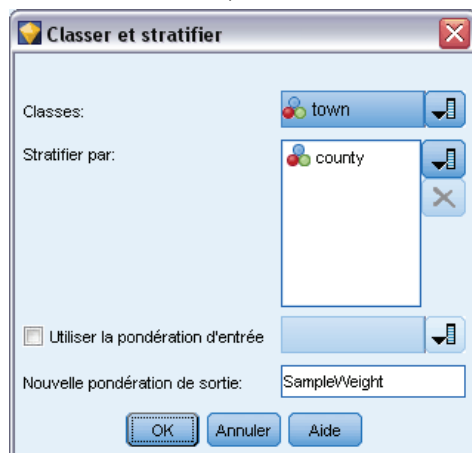 Classer et stratifier
Classes: town
Stratifier par: county
Utiliser la pondération d'entrée
Nouvelle pondération de sortie: SampleWeight
OK Annuler Aide